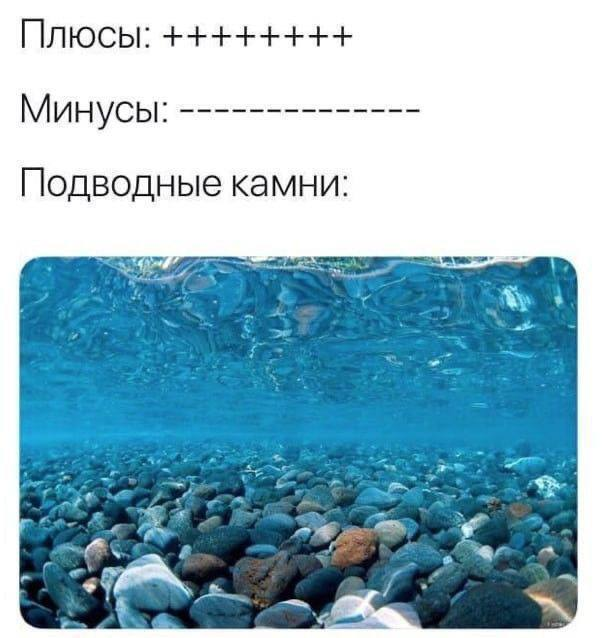 Плюсы: +++++++++
Минусы: --------------
Подводные камни: